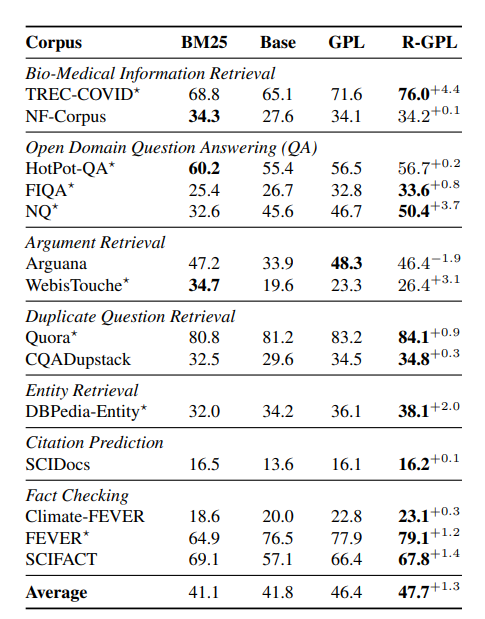 Corpus BM25 Base GPL R-GPL
Bio-Medical Information Retrieval
TREC-COVID* 68.8 65.1 71.6 76.0+4.4
NF-Corpus 34.3 27.6 34.1 34.2+0.1
Open Domain Question Answering (QA)
HotPot-QA* 60.2 55.4 56.5 56.7+0.2
FIQA* 25.4 26.7 32.8 33.6+0.8
NQ* 32.6 45.6 46.7 50.4+3.7
Argument Retrieval
Arguana 47.2 33.9 48.3 46.4−1.9
WebisTouche* 34.7 19.6 23.3 26.4+3.1
Duplicate Question Retrieval
Quora* 80.8 81.2 83.2 84.1+0.9
CQADupstack 32.5 29.6 34.5 34.8+0.3
Entity Retrieval
DBPedia-Entity* 32.0 34.2 36.1 38.1+2.0
Citation Prediction
SCIDocs 16.5 13.6 16.1 16.2+0.1
Fact Checking
Climate-FEVER 18.6 20.0 22.8 23.1+0.3
FEVER* 64.9 76.5 77.9 79.1+1.2
SCIFACT 69.1 57.1 66.4 67.8+1.4
Average 41.1 41.8 46.4 47.7+1.3